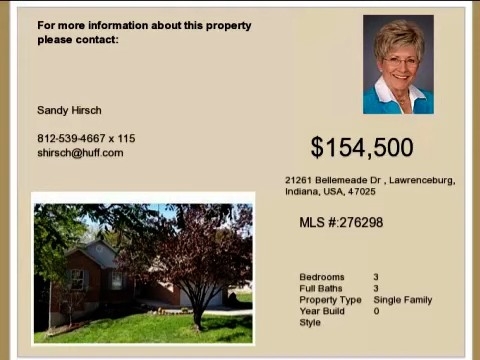 For more information about this property
please contact:
Sandy Hirsch
812-539-4667 x 115
shirsch@huff.com
$154,500
21261 Bellemeade Dr , Lawrenceburg,
Indiana, USA, 47025
MLS #:276298
Bedrooms 3
Full Baths 3
Property Type Single Family
Year Build 0
Style